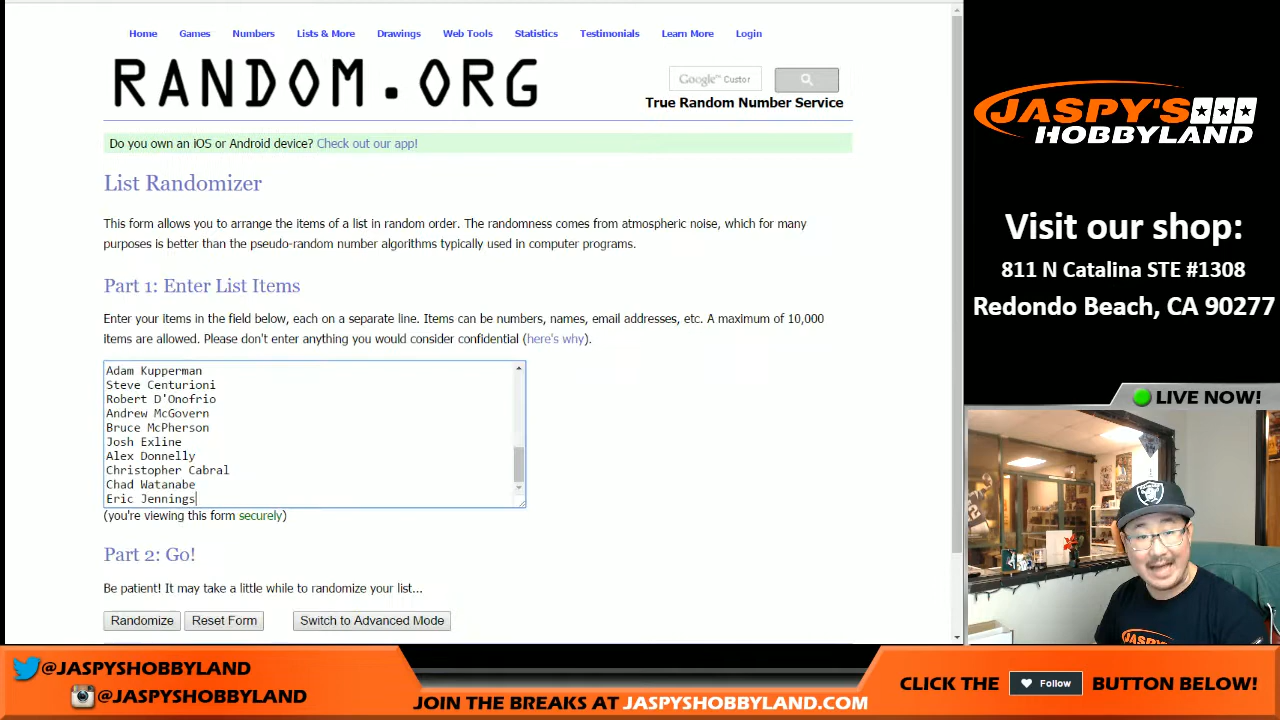 Home Games Numbers Lists & More Drawings Web Tools Statistics Testimonials Learn More Login
RANDOM.ORG
Google™ Custor
True Random Number Service
Do you own an iOS or Android device? Check out our app!
List Randomizer
This form allows you to arrange the items of a list in random order. The randomness comes from atmospheric noise, which for many
purposes is better than the pseudo-random number algorithms typically used in computer programs.
Part 1: Enter List Items
Enter your items in the field below, each on a separate line. Items can be numbers, names, email addresses, etc. A maximum of 10,000
items are allowed. Please don't enter anything you would consider confidential (here's why).
Adam Kupperman
Steve Centurioni
Robert D'Onofrio
Andrew McGovern
Bruce McPherson
Josh Exline
Alex Donnelly
Christopher Cabral
Chad Watanabe
Eric Jennings
(you're viewing this form securely)
Part 2: Go!
Be patient! It may take a little while to randomize your list...
Randomize Reset Form Switch to Advanced Mode
JASPY'S
HOBBYLAND
Visit our shop:
811 N Catalina STE #1308
Redondo Beach, CA 90277
LIVE NOW!
RAIDERS
JASPY'S
@JASPYSHOBBYLAND
@JASPYSHOBBYLAND
JOIN THE BREAKS AT JASPYSHOBBYLAND.COM
CLICK THE Follow BUTTON BELOW!